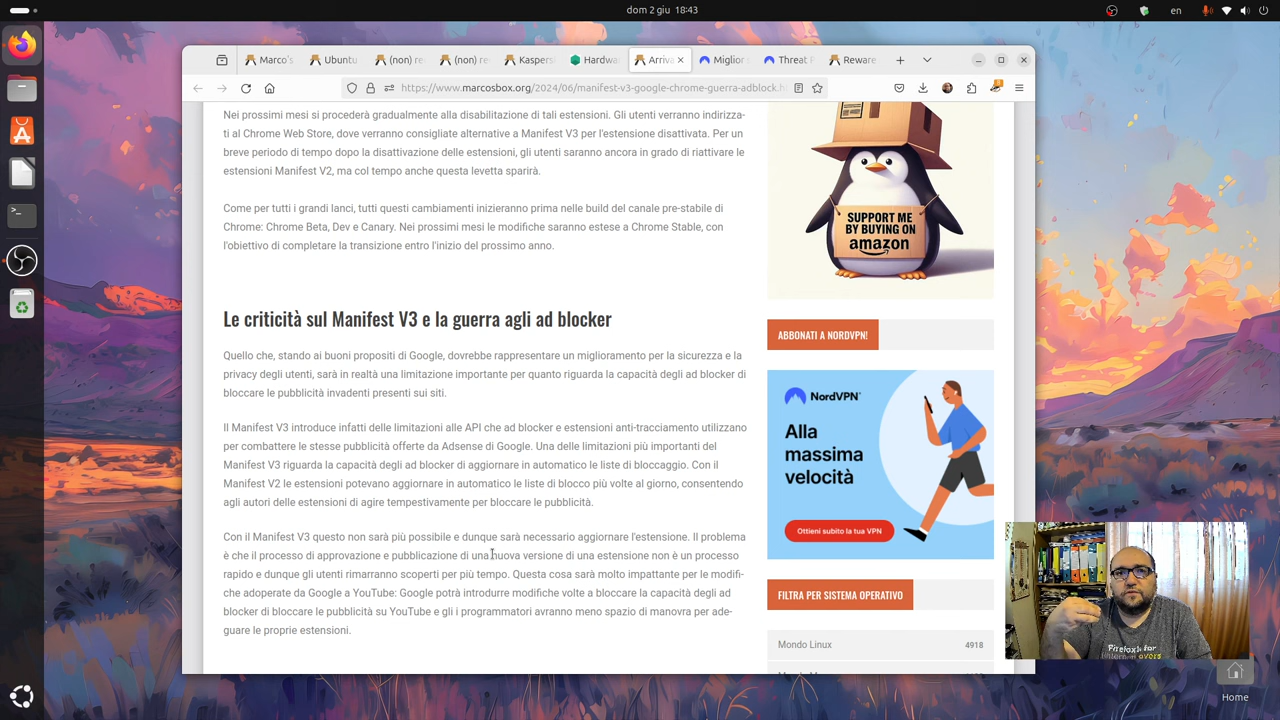 dom 2 giu 18:43
en
Marco's
Ubuntu
(non) re
(non) re
Kaspers
Hardwa
Arriva
Miglior
Threat P
Reware
https://www.marcosbox.org/2024/06/manifest-v3-google-chrome-guerra-adblock.h
Nei prossimi mesi si procederà gradualmente alla disabilitazione di tali estensioni. Gli utenti verranno indirizza-
ti al Chrome Web Store, dove verranno consigliate alternative a Manifest V3 per l'estensione disattivata. Per un
breve periodo di tempo dopo la disattivazione delle estensioni, gli utenti saranno ancora in grado di riattivare le
estensioni Manifest V2, ma col tempo anche questa levetta sparirà.
Come per tutti i grandi lanci, tutti questi cambiamenti inizieranno prima nelle build del canale pre-stabile di
Chrome: Chrome Beta, Dev e Canary. Nei prossimi mesi le modifiche saranno estese a Chrome Stable, con
l'obiettivo di completare la transizione entro l'inizio del prossimo anno.
Le criticità sul Manifest V3 e la guerra agli ad blocker
Quello che, stando ai buoni propositi di Google, dovrebbe rappresentare un miglioramento per la sicurezza e la
privacy degli utenti, sarà in realtà una limitazione importante per quanto riguarda la capacità degli ad blocker di
bloccare le pubblicità invadenti presenti sui siti.
Il Manifest V3 introduce infatti delle limitazioni alle API che ad blocker e estensioni anti-tracciamento utilizzano
per combattere le stesse pubblicità offerte da Adsense di Google. Una delle limitazioni più importanti del
Manifest V3 riguarda la capacità degli ad blocker di aggiornare in automatico le liste di bloccaggio. Con il
Manifest V2 le estensioni potevano aggiornare in automatico le liste di blocco più volte al giorno, consentendo
agli autori delle estensioni di agire tempestivamente per bloccare le pubblicità.
Con il Manifest V3 questo non sarà più possibile e dunque sarà necessario aggiornare l'estensione. Il problema
è che il processo di approvazione e pubblicazione di una nuova versione di una estensione non è un processo
rapido e dunque gli utenti rimarranno scoperti per più tempo. Questa cosa sarà molto impattante per le modifi-
che adoperate da Google a YouTube: Google potrà introdurre modifiche volte a bloccare la capacità degli ad
blocker di bloccare le pubblicità su YouTube e gli i programmatori avranno meno spazio di manovra per ade-
guare le proprie estensioni.
SUPPORT ME
BY BUYING ON
amazon
ABBONATI A NORDVPN!
NordVPN®
Alla
massima
velocità
Ottieni subito la tua VPN
FILTRA PER SISTEMA OPERATIVO
Mondo Linux
4918
Firefox: for
Home